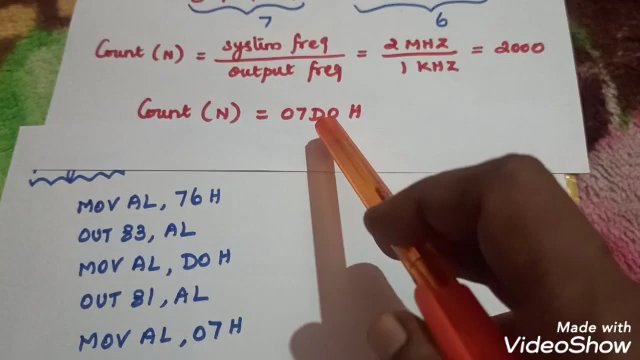 7 6
Count (N) = systim freq / output freq = 2 MHZ / 1 KHZ = 2000
Count (N) = 07D0 H
MOV AL, 76 H
OUT 83, AL
MOV AL, D0 H
OUT 81, AL
MOV AL, 07 H
Made with
VideoShow